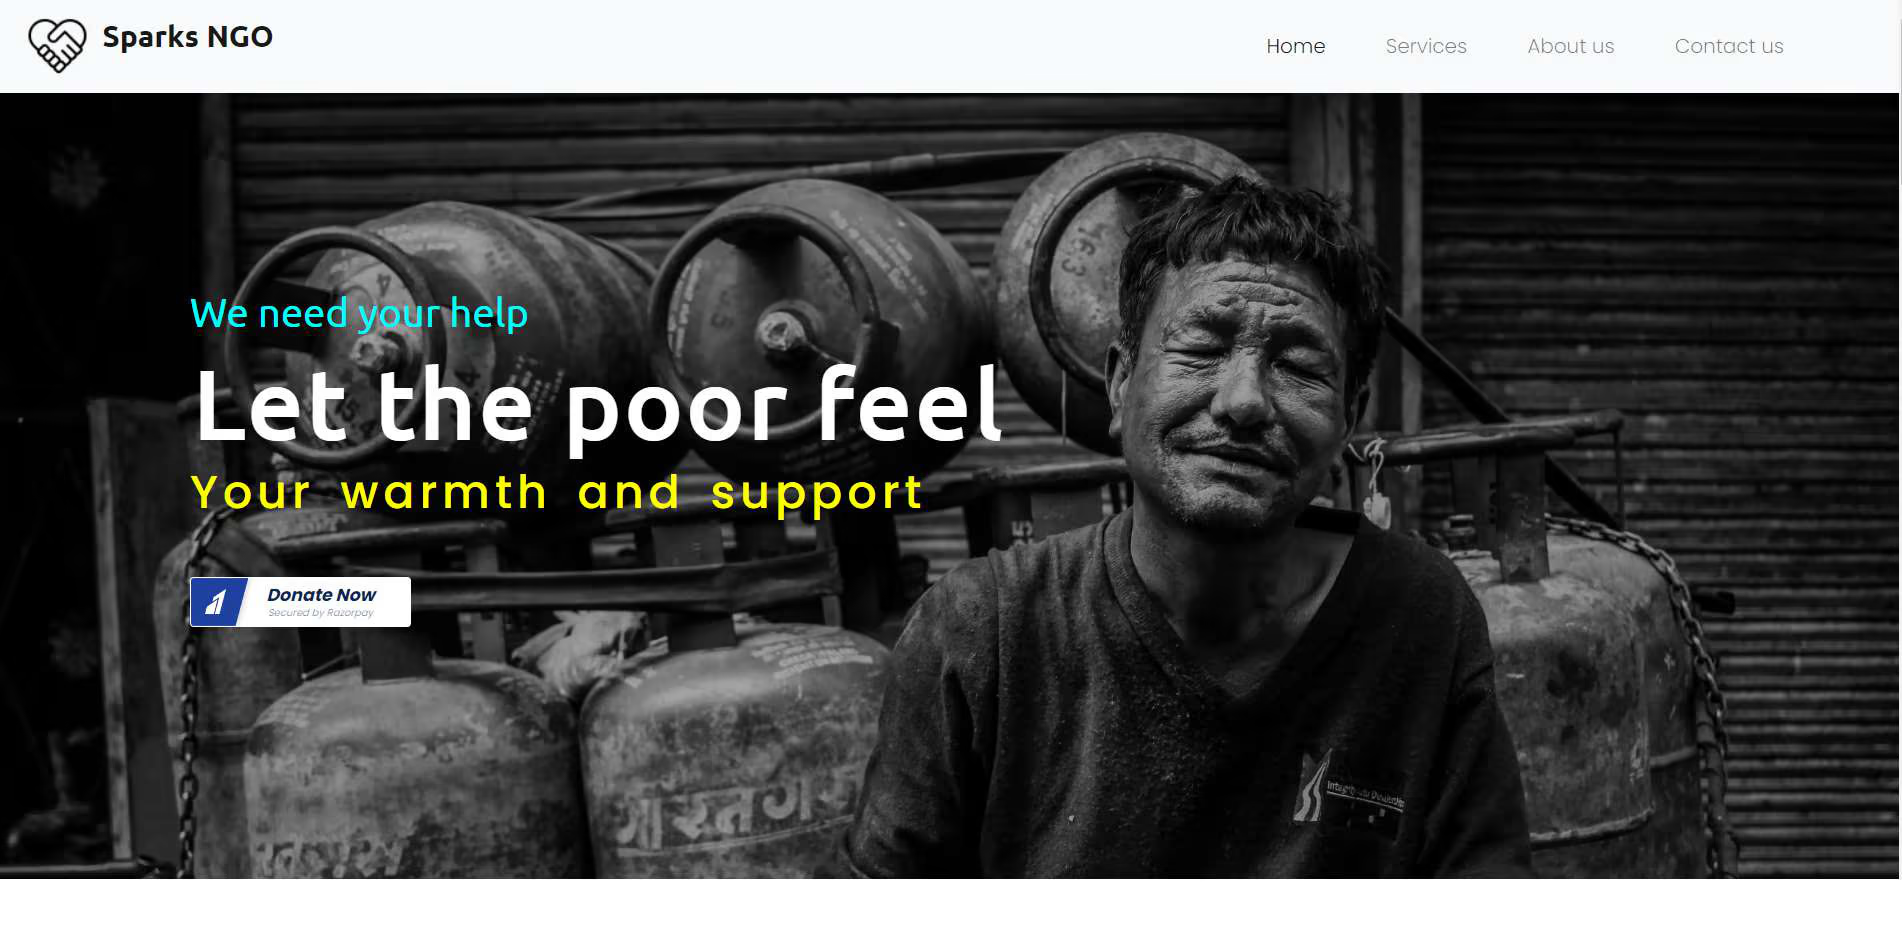 Sparks NGO
Home Services About us Contact us
We need your help
Let the poor feel
Your warmth and support
Donate Now
Secured by Razorpay
463